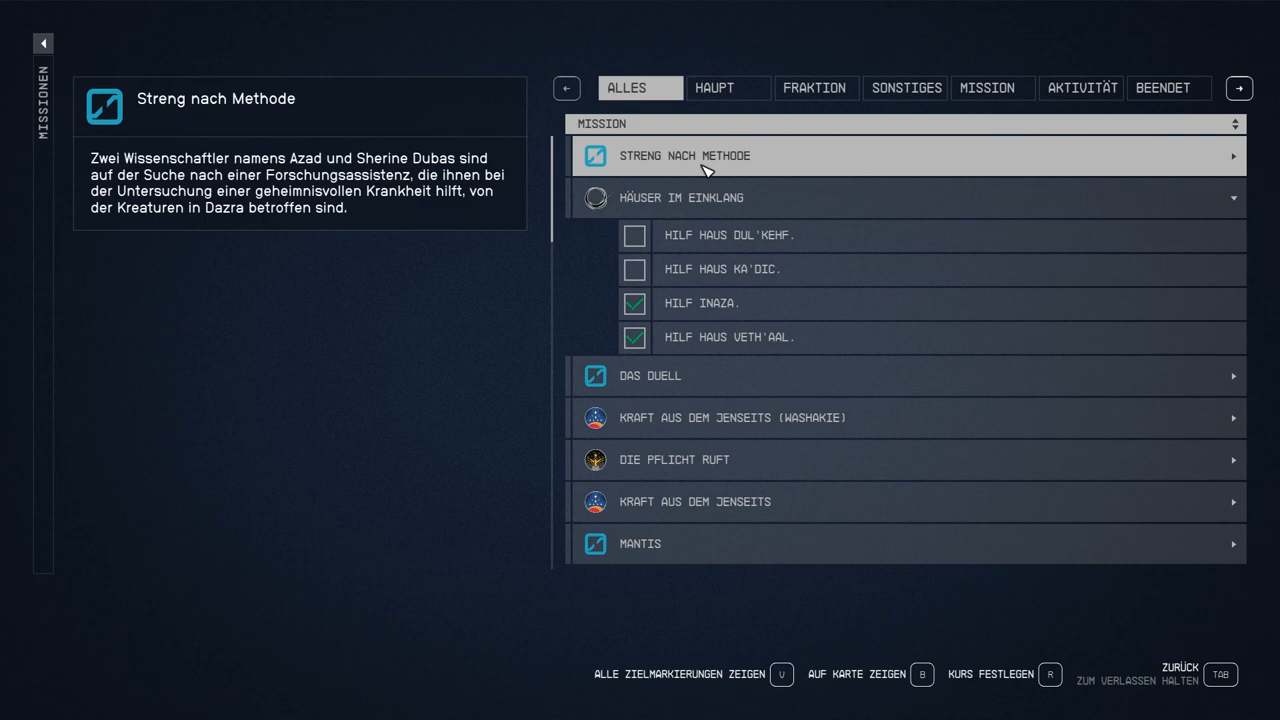 MISSIONEN
Streng nach Methode
Zwei Wissenschaftler namens Azad und Sherine Dubas sind
auf der Suche nach einer Forschungsassistenz, die ihnen bei
der Untersuchung einer geheimnisvollen Krankheit hilft, von
der Kreaturen in Dazra betroffen sind.
ALLES HAUPT FRAKTION SONSTIGES MISSION AKTIVITÄT BEENDET
MISSION
STRENG NACH METHODE
HÄUSER IM EINKLANG
HILF HAUS DUL'KEHF.
HILF HAUS KA'DIC.
HILF INAZA.
HILF HAUS VETH'AAL.
DAS DUELL
KRAFT AUS DEM JENSEITS (WASHAKIE)
DIE PFLICHT RUFT
KRAFT AUS DEM JENSEITS
MANTIS
ALLE ZIELMARKIERUNGEN ZEIGEN V AUF KARTE ZEIGEN B KURS FESTLEGEN R ZURÜCK TAB
ZUM VERLASSEN HALTEN